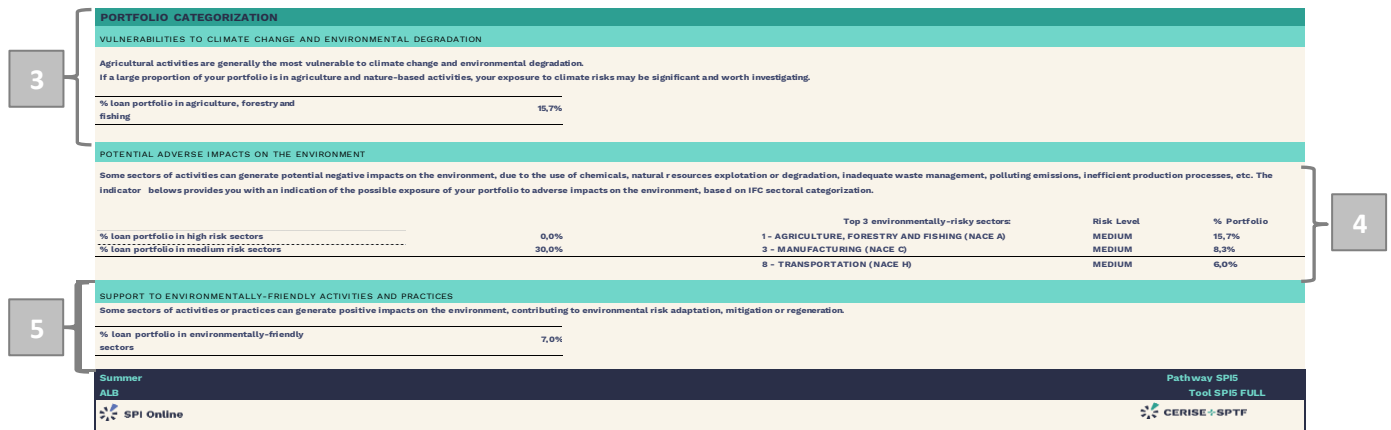 PORTFOLIO CATEGORIZATION
VULNERABILITIES TO CLIMATE CHANGE AND ENVIRONMENTAL DEGRADATION
Agricultural activities are generally the most vulnerable to climate change and environmental degradation.
If a large proportion of your portfolio is in agriculture and nature-based activities, your exposure to climate risks may be significant and worth investigating.
3
% loan portfolio in agriculture, forestry and
fishing
15,7%
POTENTIAL ADVERSE IMPACTS ON THE ENVIRONMENT
Some sectors of activities can generate potential negative impacts on the environment, due to the use of chemicals, natural resources explotation or degradation, inadequate waste management, polluting emissions, inefficient production processes, etc. The
indicator belows provides you with an indication of the possible exposure of your portfolio to adverse impacts on the environment, based on IFC sectoral categorization.
4
Top 3 environmentally-risky sectors: Risk Level % Portfolio
% loan portfolio in high risk sectors 0,0% 1 - AGRICULTURE, FORESTRY AND FISHING (NACE A) MEDIUM 15,7%
% loan portfolio in medium risk sectors 30,0% 3 - MANUFACTURING (NACE C) MEDIUM 8,3%
8 - TRANSPORTATION (NACE H) MEDIUM 6,0%
SUPPORT TO ENVIRONMENTALLY-FRIENDLY ACTIVITIES AND PRACTICES
Some sectors of activities or practices can generate positive impacts on the environment, contributing to environmental risk adaptation, mitigation or regeneration.
5
% loan portfolio in environmentally-friendly
sectors
7,0%
Summer Pathway SPI5
ALB Tool SPI5 FULL
SPI Online CERISE+SPTF